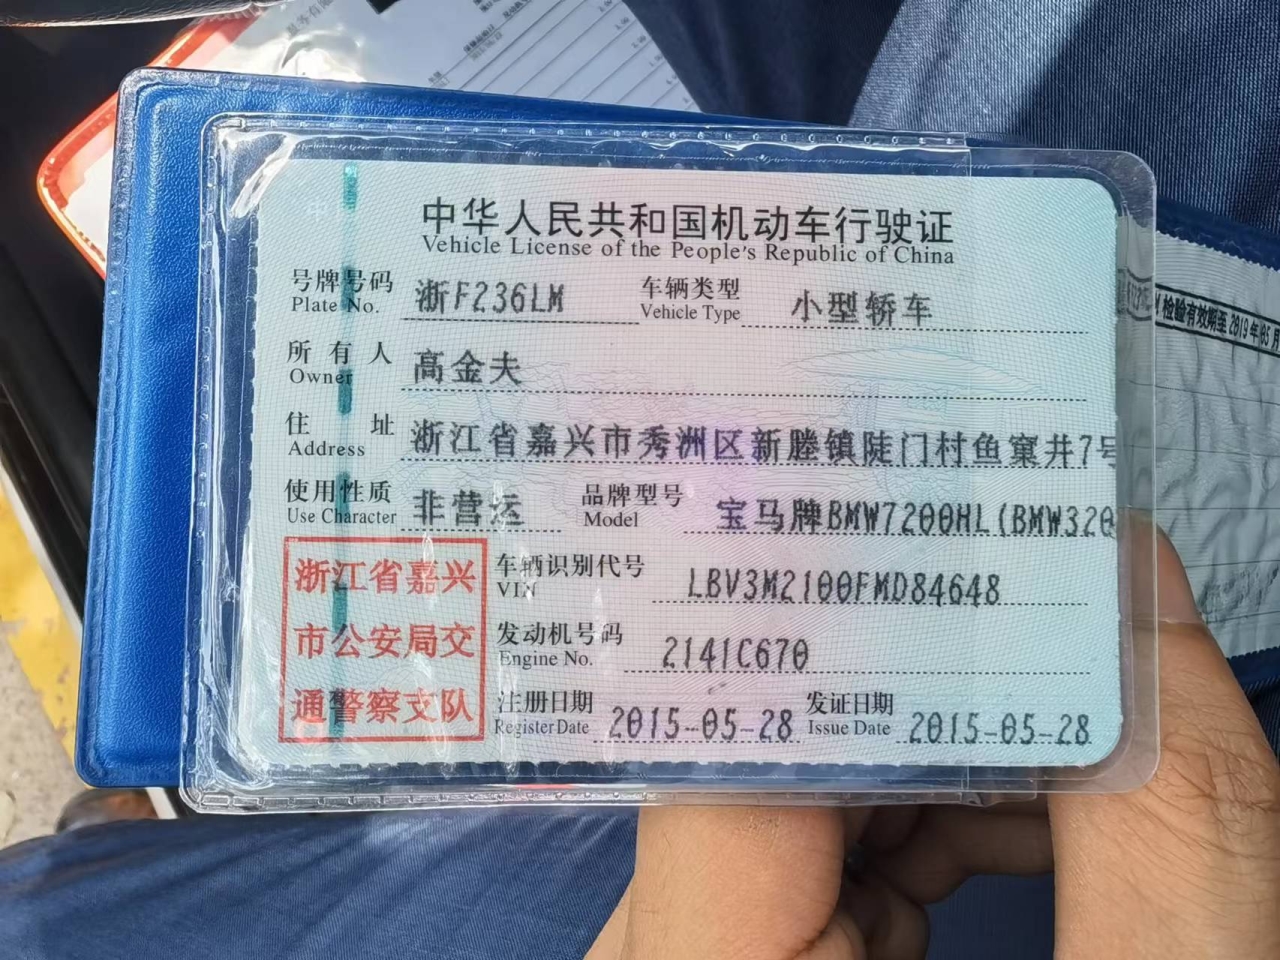 中华人民共和国机动车行驶证
Vehicle License of the People's Republic of China
号牌号码 浙F236LM 车辆类型 小型轿车
Plate No. Vehicle Type
所有人 高金夫
Owner
住址 浙江省嘉兴市秀洲区新塍镇陡门村鱼窠井7号
Address
使用性质 非营运 品牌型号 宝马牌BMW7200HL(BMW320
Use Character Model
浙江省嘉兴
市公安局交
通警察支队
车辆识别代号 LBV3M2100FMD84648
VIN
发动机号码 2141C670
Engine No.
注册日期 2015-05-28 发证日期 2015-05-28
Register Date Issue Date
检验有效期至2019年05月